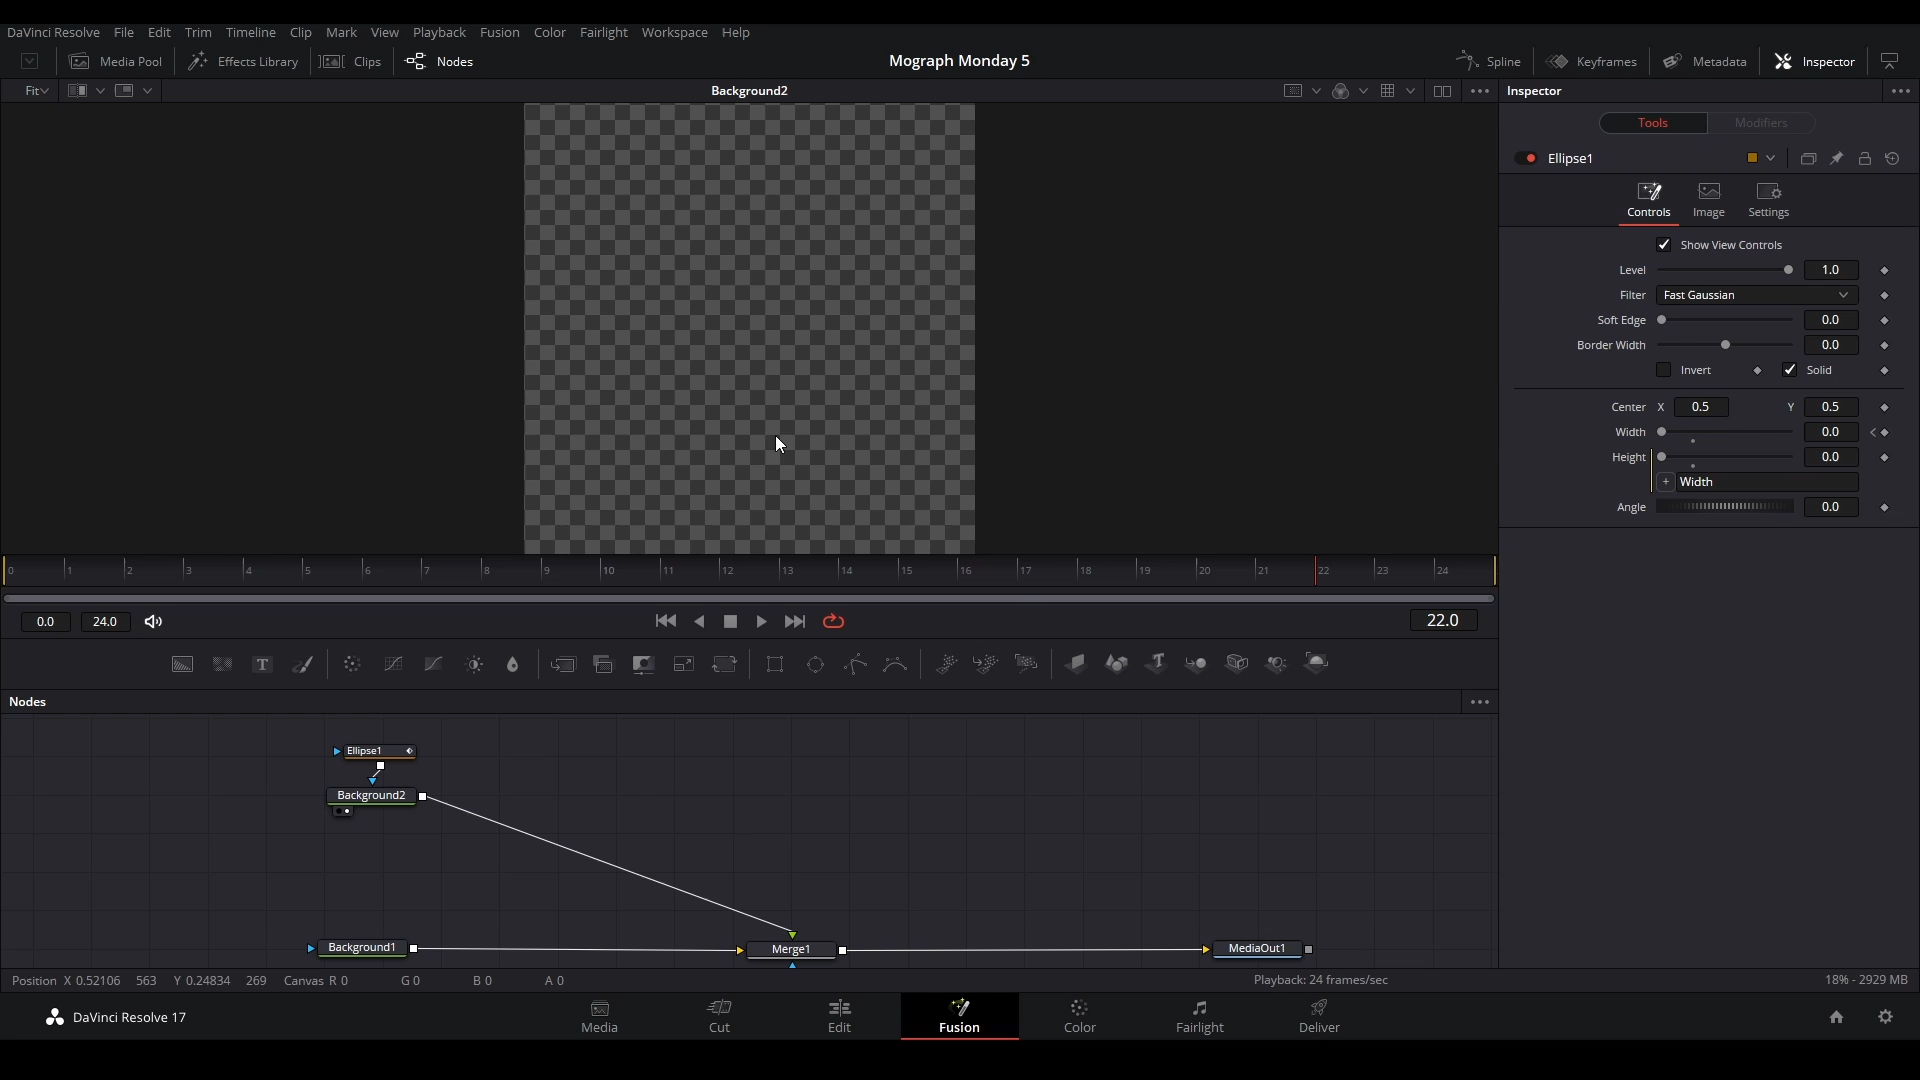 DaVinci Resolve File Edit Trim Timeline Clip Mark View Playback Fusion Color Fairlight Workspace Help
Media Pool Effects Library Clips Nodes Mograph Monday 5 Spline Keyframes Metadata Inspector
Fit Background2 Inspector
Tools Modifiers
Ellipse1
Controls Image Settings
Show View Controls
Level 1.0
Filter Fast Gaussian
Soft Edge 0.0
Border Width 0.0
Invert Solid
Center X 0.5 Y 0.5
Width 0.0
Height 0.0
+ Width
Angle 0.0
0 1 2 3 4 5 6 7 8 9 10 11 12 13 14 15 16 17 18 19 20 21 22 23 24
0.0 24.0 22.0
Nodes
Ellipse1
Background2
Background1 Merge1 MediaOut1
Position X 0.52106 563 Y 0.24834 269 Canvas R 0 G 0 B 0 A 0 Playback: 24 frames/sec 18% - 2929 MB
DaVinci Resolve 17 Media Cut Edit Fusion Color Fairlight Deliver